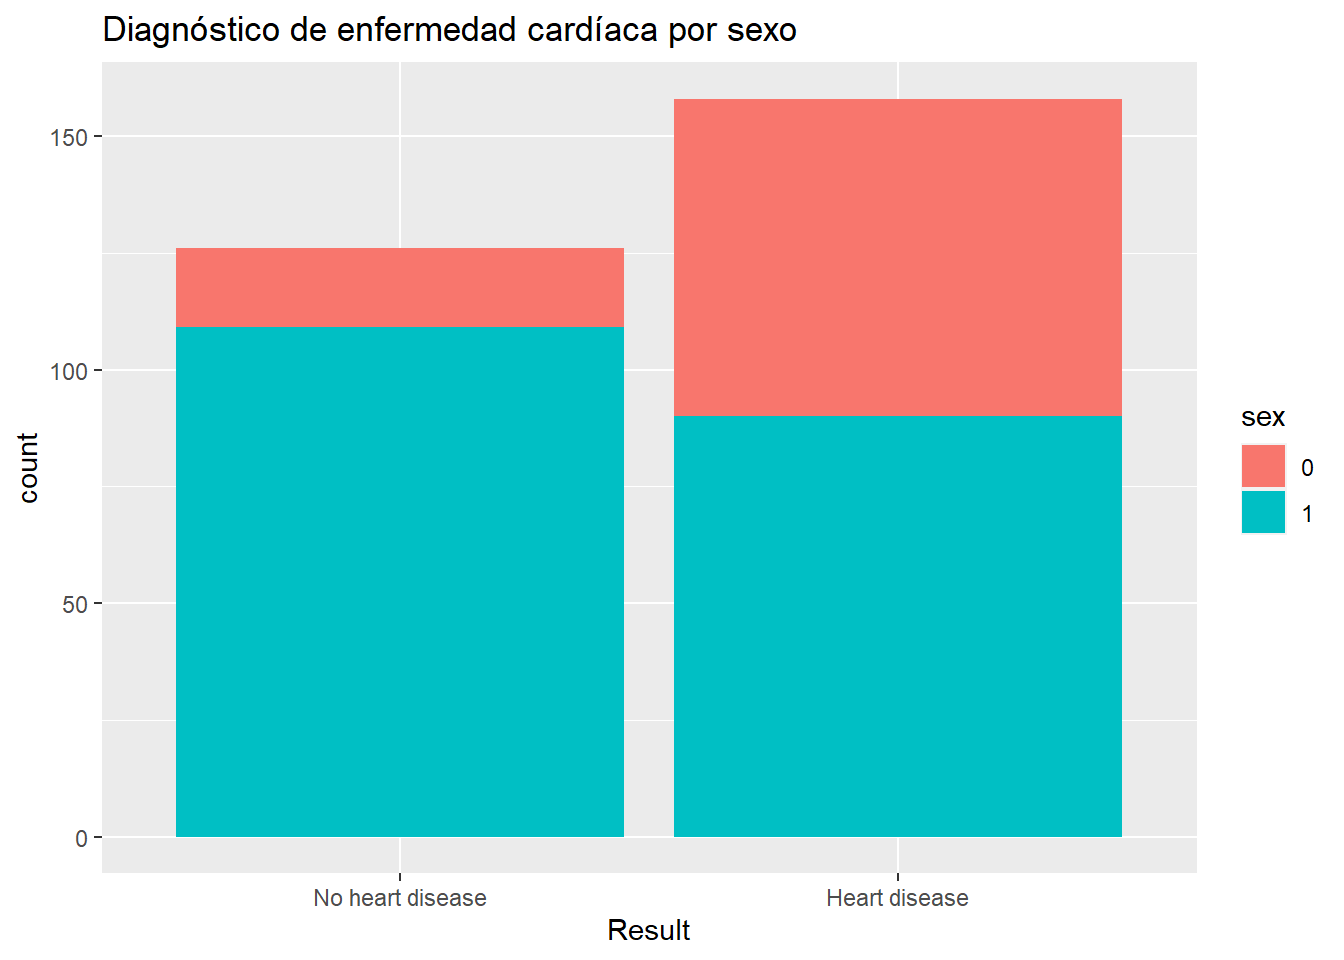 Diagnóstico de enfermedad cardíaca por sexo
150
100
50
0
count
No heart disease
Heart disease
Result
sex
0
1